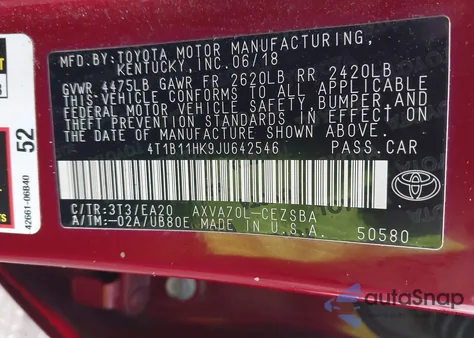 MFD.BY: TOYOTA MOTOR MANUFACTURING,
KENTUCKY, INC. 06/18
GVWR 4475LB GAWR FR 2620LB RR 2420LB
THIS VEHICLE CONFORMS TO ALL APPLICABLE
FEDERAL MOTOR VEHICLE SAFETY, BUMPER, AND
THEFT PREVENTION STANDARDS IN EFFECT ON
THE DATE OF MANUFACTURE SHOWN ABOVE.
4T1B11HK9JU642546 PASS.CAR
C/TR: 3T3/EA20 AXVA70L-CEZSBA
A/TM: -02A/UB80E MADE IN U.S.A. 50580
TOYOTA
52
42661-06B40
autoSnap